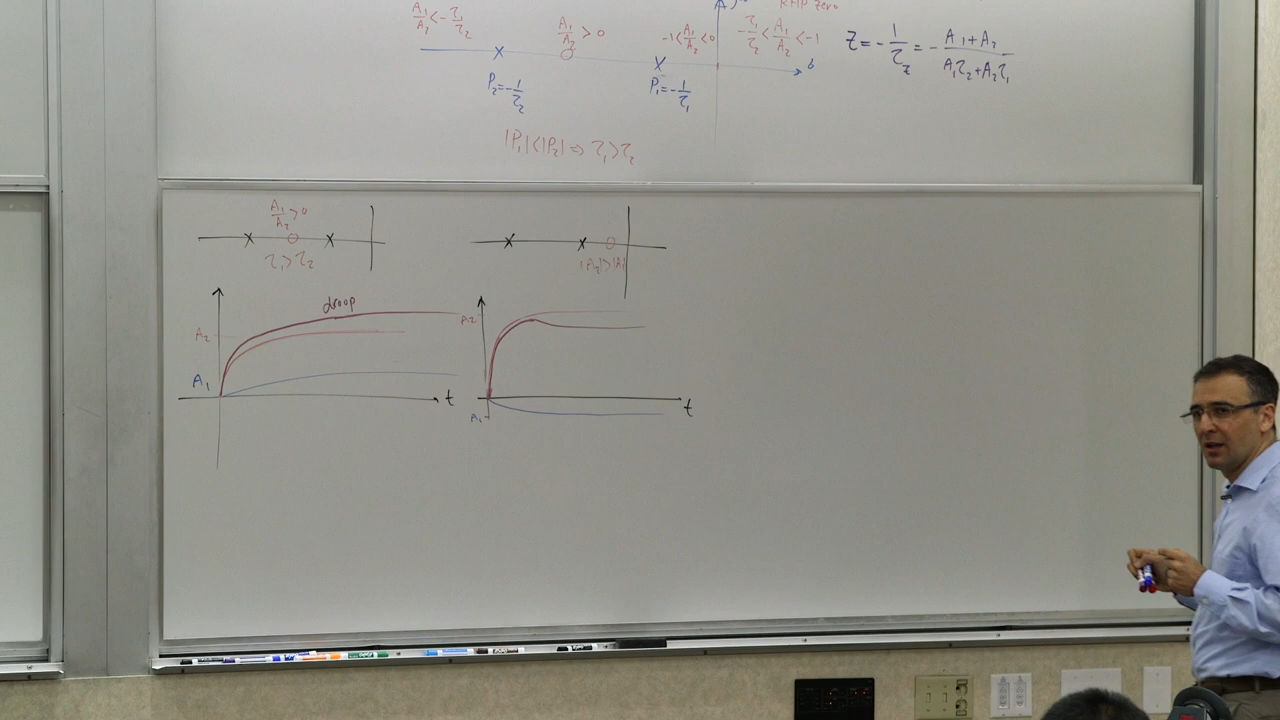 RHP zero
A₁/A₂ < -τ₁/τ₂
A₁/A₂ > 0
-1 < A₁/A₂ < 0
-τ₁/τ₂ < A₁/A₂ < -1
Z = -1/τ_z = -(A₁+A₂)/(A₁τ₂+A₂τ₁)
P₂ = -1/τ₂
P₁ = -1/τ₁
|P₁|<|P₂| ⇒ τ₁>τ₂
A₁/A₂ > 0
τ₁>τ₂
|A₂|>|A₁|
droop
A₂
A₁
t
A₂
A₁
t